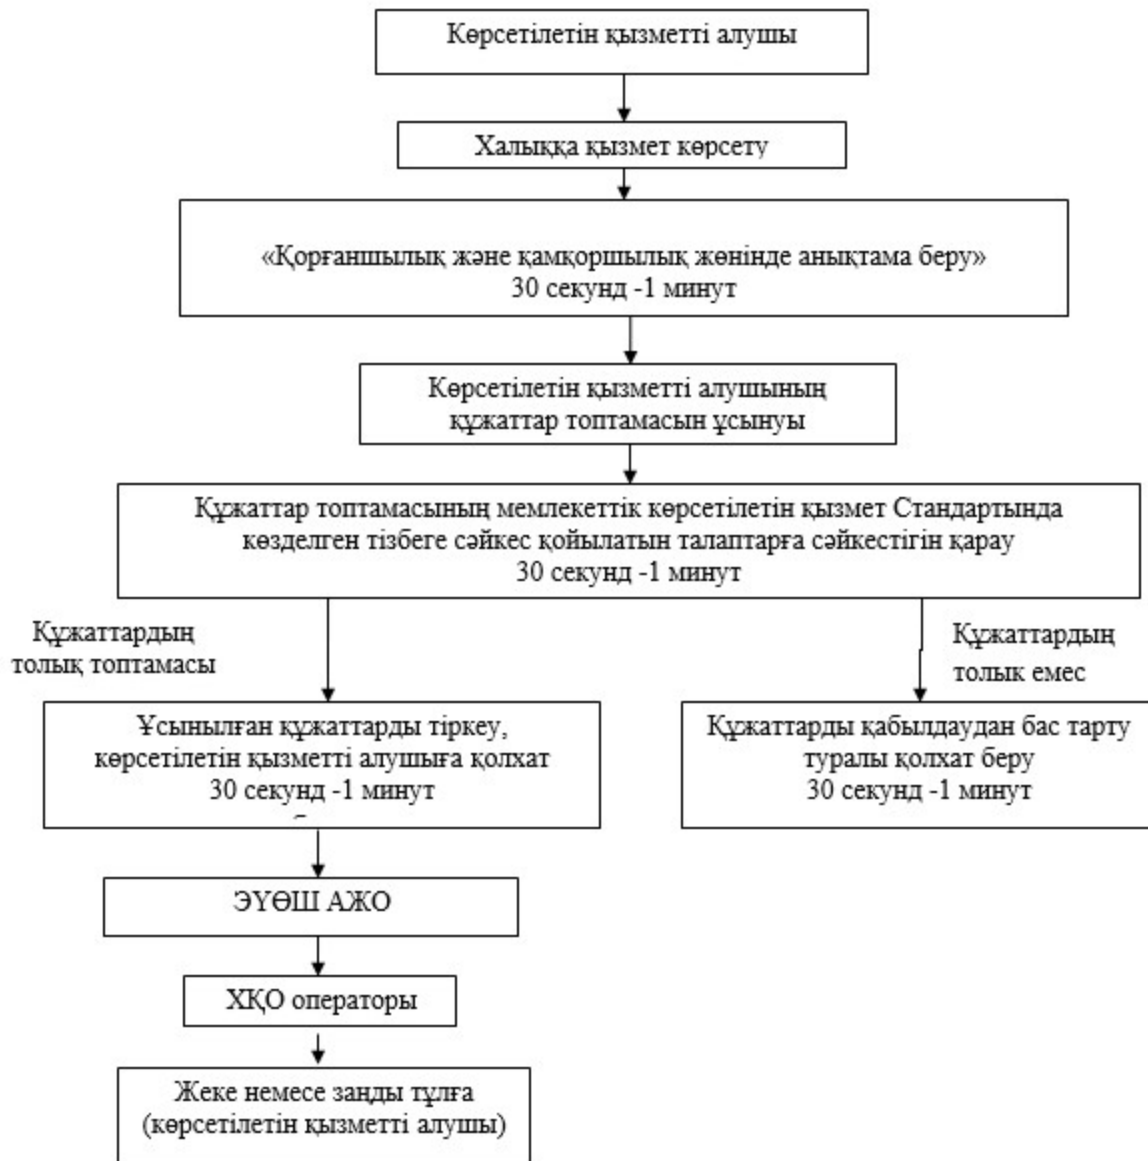 Көрсетілетін қызметті алушы
Халыққа қызмет көрсету
«Қорғаншылық және қамқоршылық жөнінде анықтама беру»
30 секунд -1 минут
Көрсетілетін қызметті алушының
құжаттар топтамасын ұсынуы
Құжаттар топтамасының мемлекеттік көрсетілетін қызмет Стандартында
көзделген тізбеге сәйкес қойылатын талаптарға сәйкестігін қарау
30 секунд -1 минут
Құжаттардың
толық топтамасы
Құжаттардың
толық емес
Ұсынылған құжаттарды тіркеу,
көрсетілетін қызметті алушыға қолхат
30 секунд -1 минут
Құжаттарды қабылдаудан бас тарту
туралы қолхат беру
30 секунд -1 минут
ЭҮӨШ АЖО
ХҚО операторы
Жеке немесе заңды тұлға
(көрсетілетін қызметті алушы)